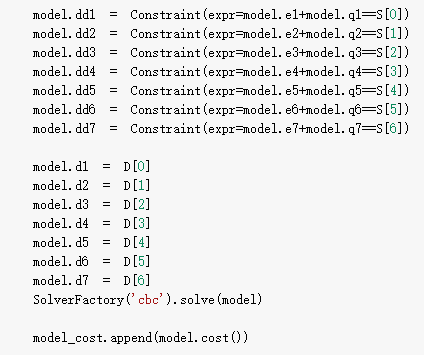 model.dd1 = Constraint(expr=model.e1+model.q1==S[0])
model.dd2 = Constraint(expr=model.e2+model.q2==S[1])
model.dd3 = Constraint(expr=model.e3+model.q3==S[2])
model.dd4 = Constraint(expr=model.e4+model.q4==S[3])
model.dd5 = Constraint(expr=model.e5+model.q5==S[4])
model.dd6 = Constraint(expr=model.e6+model.q6==S[5])
model.dd7 = Constraint(expr=model.e7+model.q7==S[6])
model.d1 = D[0]
model.d2 = D[1]
model.d3 = D[2]
model.d4 = D[3]
model.d5 = D[4]
model.d6 = D[5]
model.d7 = D[6]
SolverFactory('cbc').solve(model)
model_cost.append(model.cost())